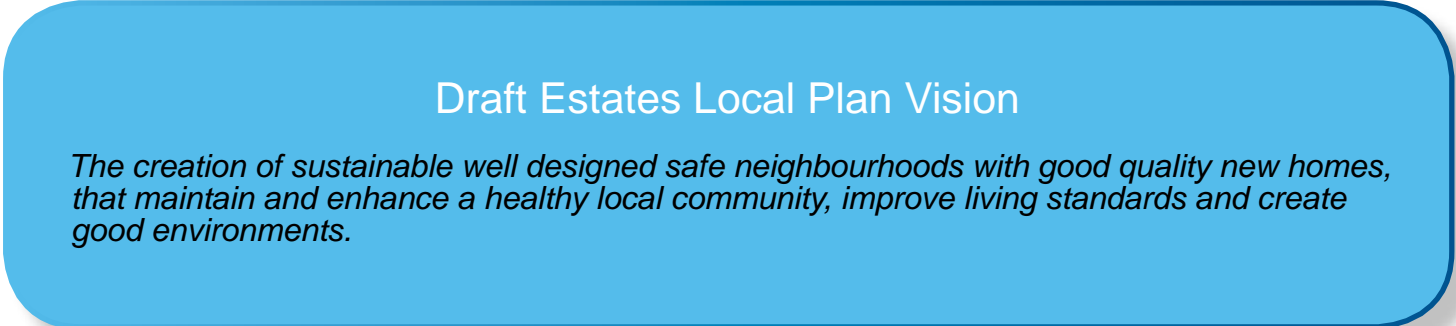 Draft Estates Local Plan Vision
The creation of sustainable well designed safe neighbourhoods with good quality new homes,
that maintain and enhance a healthy local community, improve living standards and create
good environments.